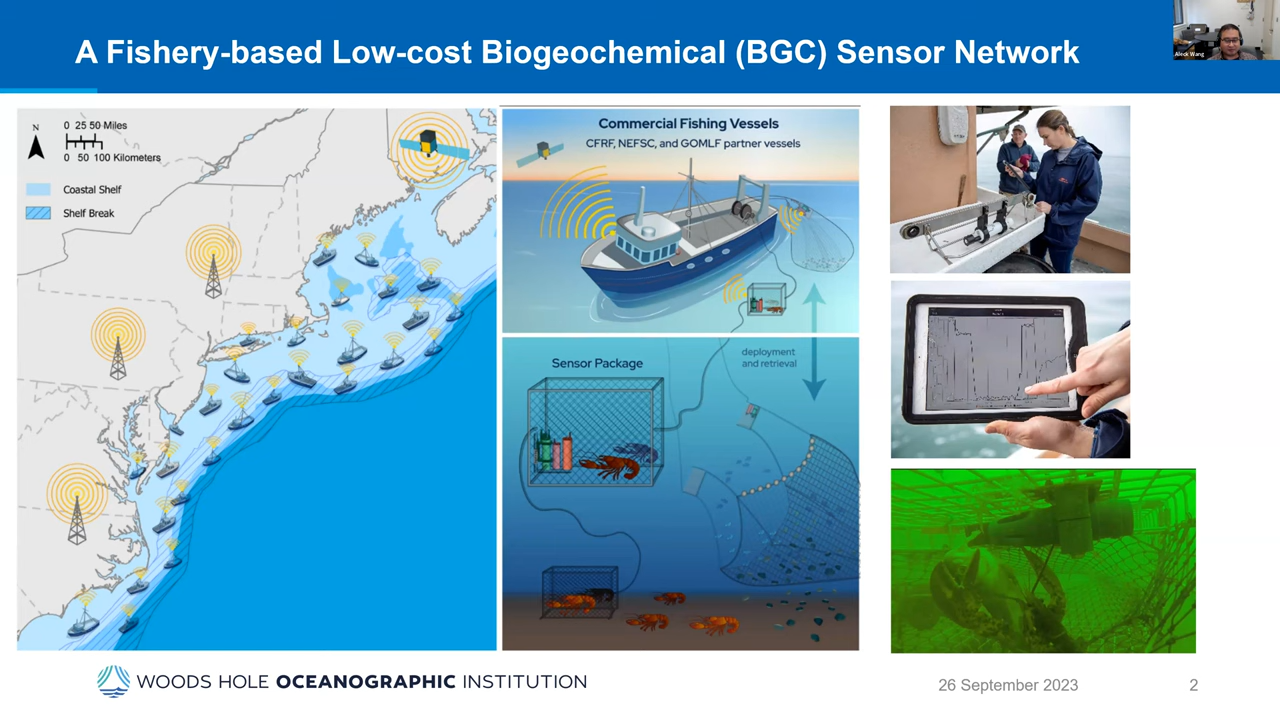 A Fishery-based Low-cost Biogeochemical (BGC) Sensor Network
Aleck Wang
N
0 25 50 Miles
0 50 100 Kilometers
Coastal Shelf
Shelf Break
Commercial Fishing Vessels
CFRF, NEFSC, and GOMLF partner vessels
deployment
and retrieval
Sensor Package
WOODS HOLE OCEANOGRAPHIC INSTITUTION
26 September 2023
2